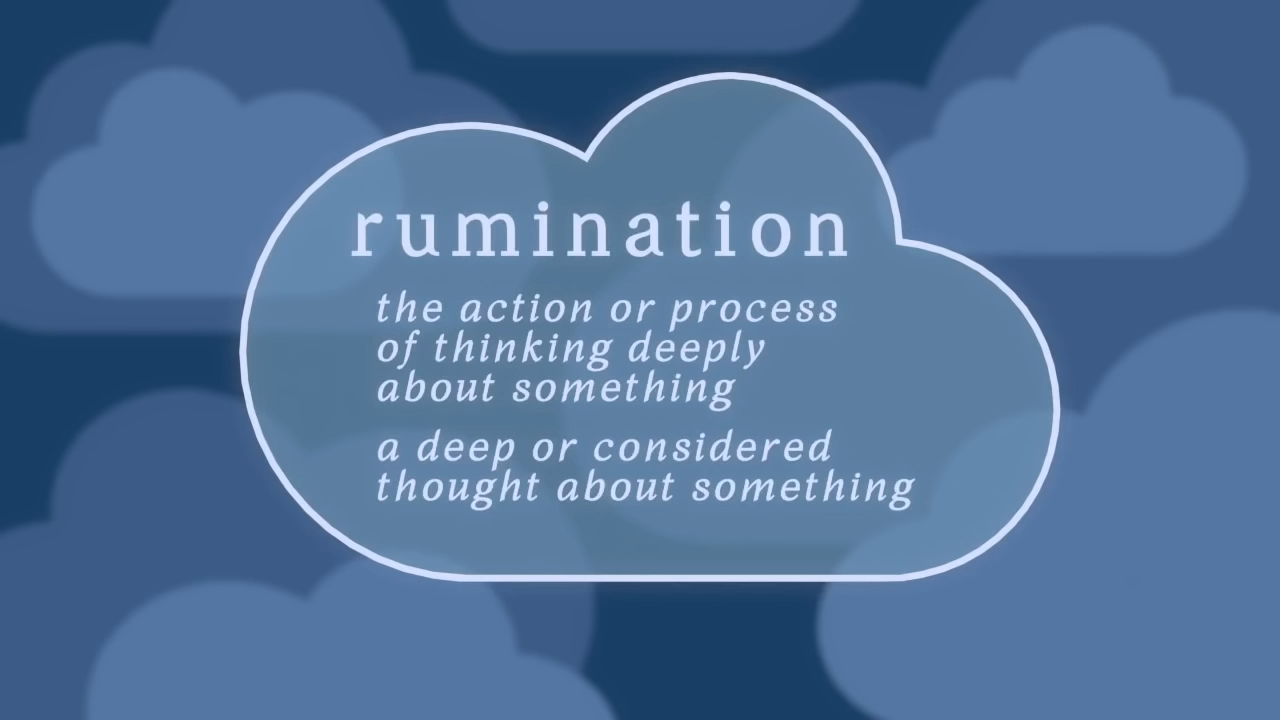 rumination
the action or process
of thinking deeply
about something
a deep or considered
thought about something